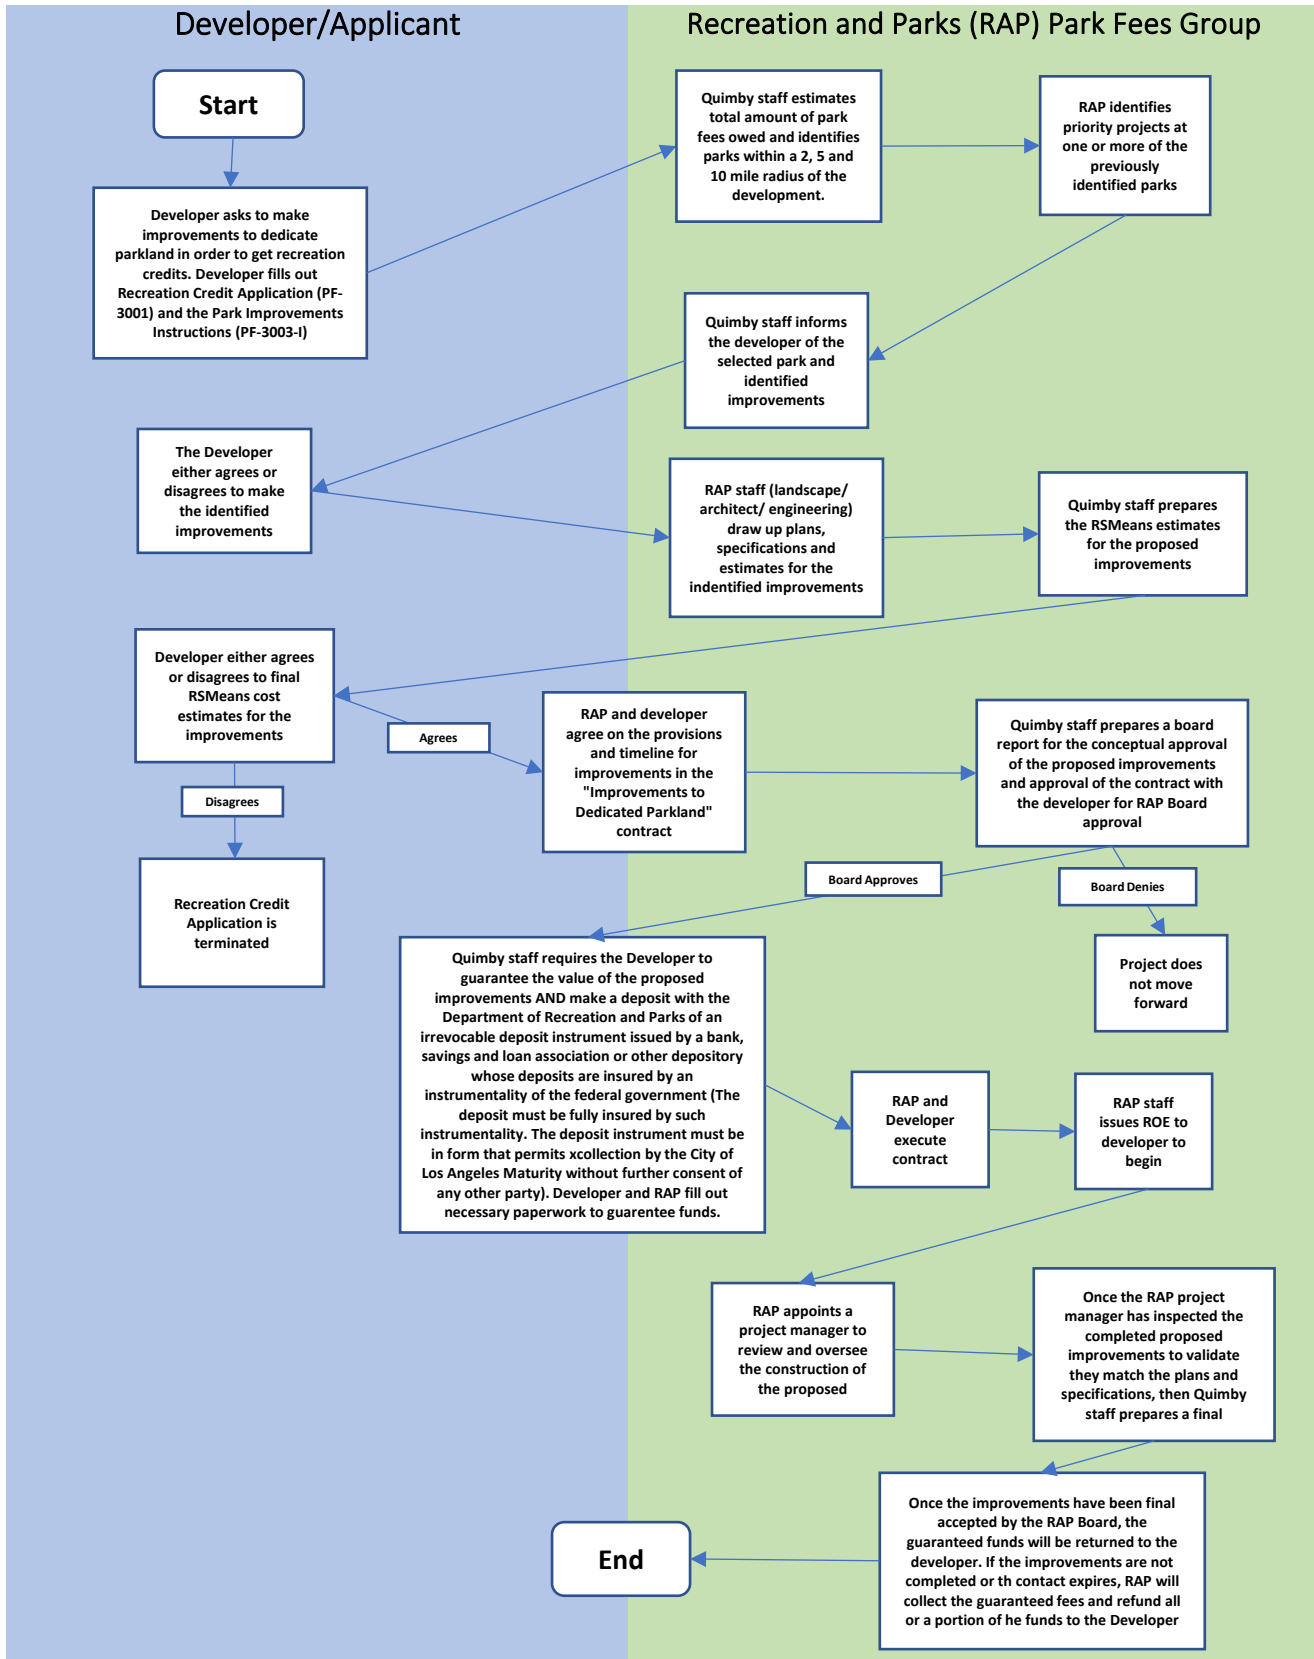 Developer/Applicant
Recreation and Parks (RAP) Park Fees Group
Start
Developer asks to make
improvements to dedicate
parkland in order to get recreation
credits. Developer fills out
Recreation Credit Application (PF-
3001) and the Park Improvements
Instructions (PF-3003-I)
Quimby staff estimates
total amount of park
fees owed and identifies
parks within a 2, 5 and
10 mile radius of the
development.
RAP identifies
priority projects at
one or more of the
previously
identified parks
Quimby staff informs
the developer of the
selected park and
identified
improvements
The Developer
either agrees or
disagrees to make
the identified
improvements
RAP staff (landscape/
architect/ engineering)
draw up plans,
specifications and
estimates for the
indentified improvements
Quimby staff prepares
the RSMeans estimates
for the proposed
improvements
Developer either agrees
or disagrees to final
RSMeans cost
estimates for the
improvements
Agrees
Disagrees
Recreation Credit
Application is
terminated
RAP and developer
agree on the provisions
and timeline for
improvements in the
"Improvements to
Dedicated Parkland"
contract
Quimby staff prepares a board
report for the conceptual approval
of the proposed improvements
and approval of the contract with
the developer for RAP Board
approval
Board Approves
Board Denies
Project does
not move
forward
Quimby staff requires the Developer to
guarantee the value of the proposed
improvements AND make a deposit with the
Department of Recreation and Parks of an
irrevocable deposit instrument issued by a bank,
savings and loan association or other depository
whose deposits are insured by an
instrumentality of the federal government (The
deposit must be fully insured by such
instrumentality. The deposit instrument must be
in form that permits xcollection by the City of
Los Angeles Maturity without further consent of
any other party). Developer and RAP fill out
necessary paperwork to guarentee funds.
RAP and
Developer
execute
contract
RAP staff
issues ROE to
developer to
begin
RAP appoints a
project manager to
review and oversee
the construction of
the proposed
Once the RAP project
manager has inspected the
completed proposed
improvements to validate
they match the plans and
specifications, then Quimby
staff prepares a final
Once the improvements have been final
accepted by the RAP Board, the
guaranteed funds will be returned to the
developer. If the improvements are not
completed or th contact expires, RAP will
collect the guaranteed fees and refund all
or a portion of he funds to the Developer
End